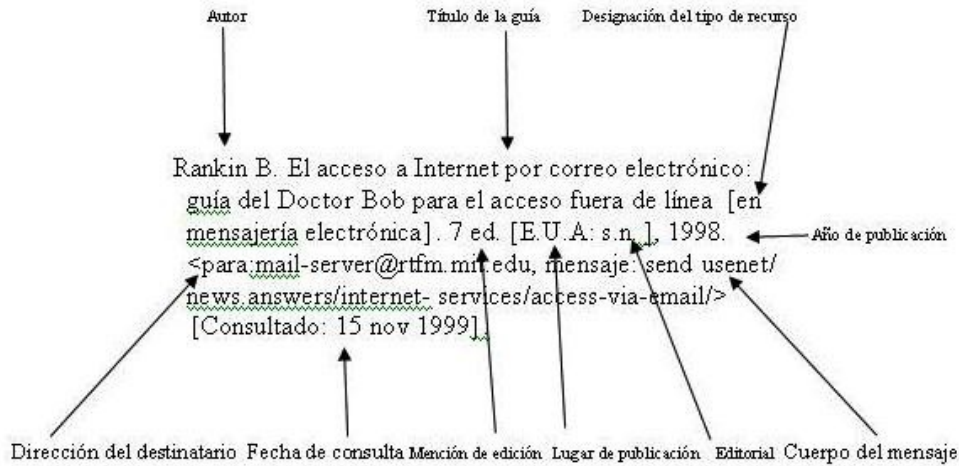 Autor Título de la guía Designación del tipo de recurso
Rankin B. El acceso a Internet por correo electrónico:
guía del Doctor Bob para el acceso fuera de línea [en
mensajería electrónica]. 7 ed. [E.U.A: s.n. ], 1998.
Año de publicación
<para:mail-server@rtfm.mit.edu, mensaje: send usenet/
news.answers/internet- services/access-via-email/>
[Consultado: 15 nov 1999].
Dirección del destinatario Fecha de consulta Mención de edición Lugar de publicación Editorial Cuerpo del mensaje